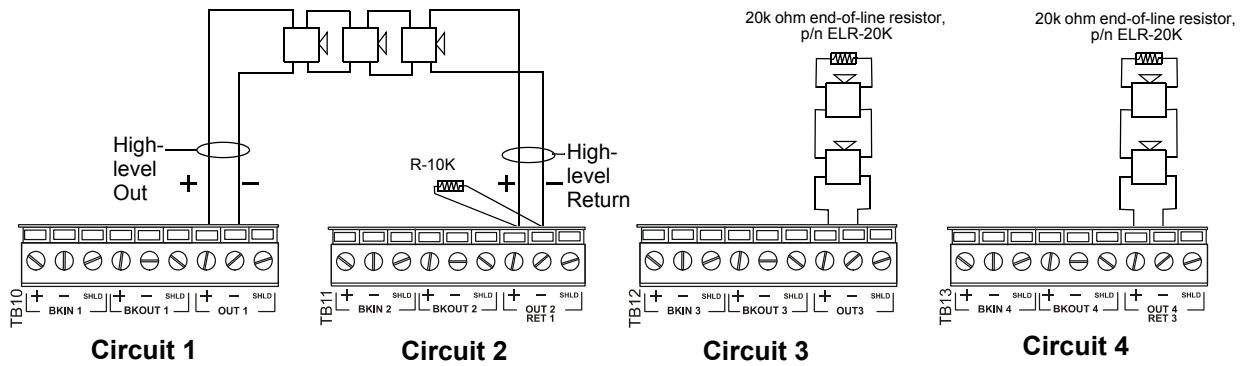 20k ohm end-of-line resistor,
p/n ELR-20K
20k ohm end-of-line resistor,
p/n ELR-20K
High-
level
Out
+ −
R-10K
+ −
High-
level
Return
TB10
+ − SHLD + − SHLD + − SHLD
BKIN 1 BKOUT 1 OUT 1
Circuit 1
TB11
+ − SHLD + − SHLD + − SHLD
BKIN 2 BKOUT 2 OUT 2
RET 1
Circuit 2
TB12
+ − SHLD + − SHLD + − SHLD
BKIN 3 BKOUT 3 OUT3
Circuit 3
TB13
+ − SHLD + − SHLD + − SHLD
BKIN 4 BKOUT 4 OUT 4
RET 3
Circuit 4